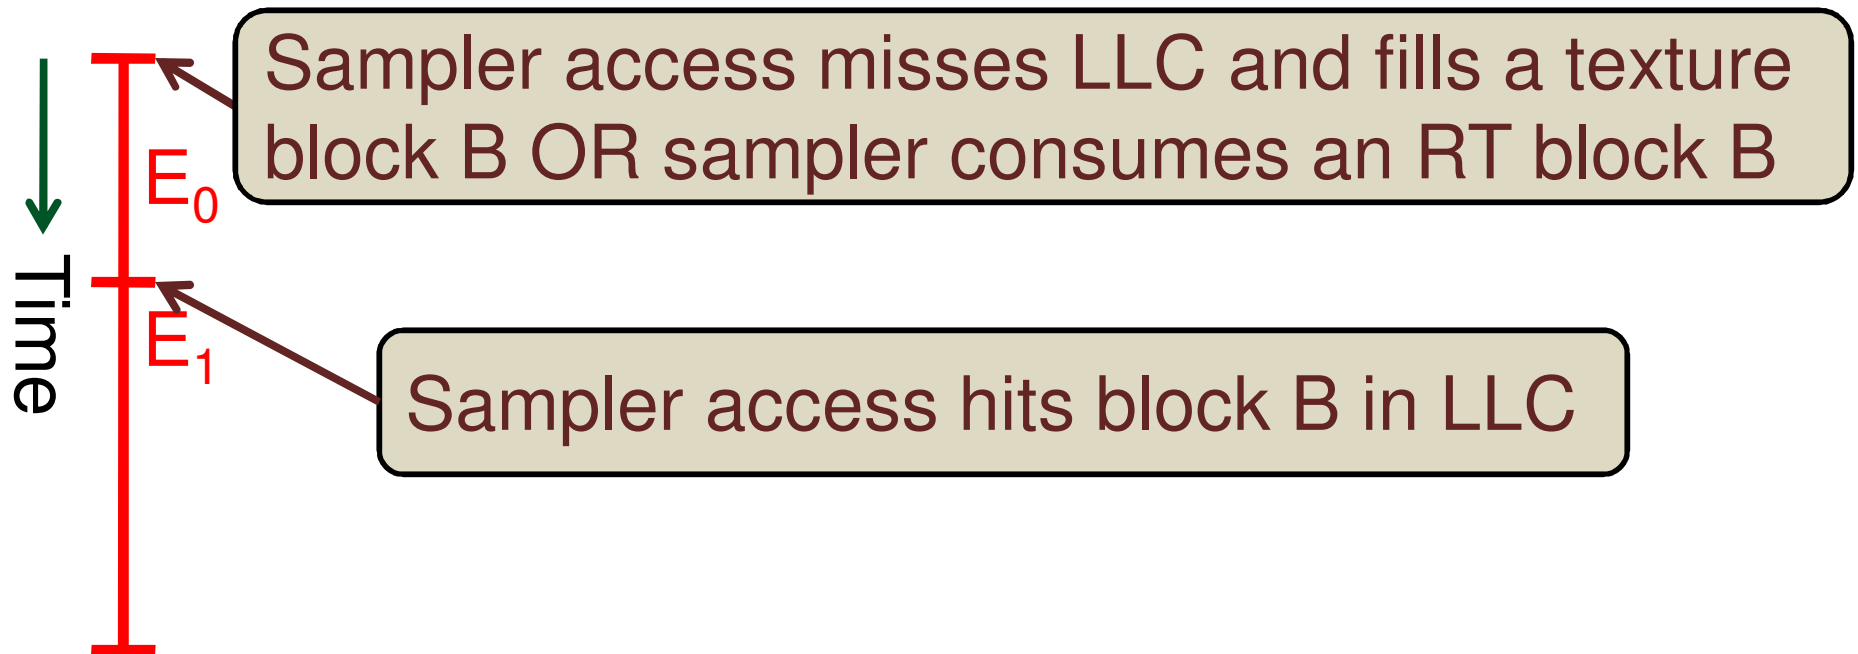 Sampler access misses LLC and fills a texture
block B OR sampler consumes an RT block B
E₀
Time
E₁
Sampler access hits block B in LLC